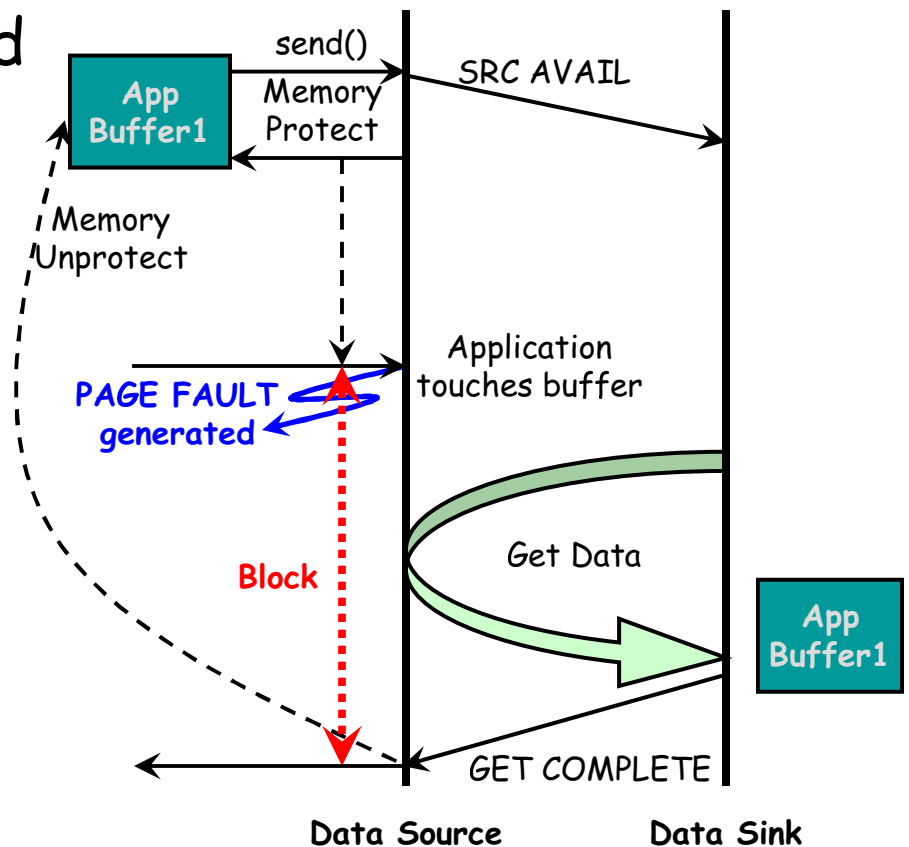 d
send()
SRC AVAIL
App
Buffer1
Memory
Protect
Memory
Unprotect
Application
touches buffer
PAGE FAULT
generated
Get Data
Block
App
Buffer1
GET COMPLETE
Data Source
Data Sink